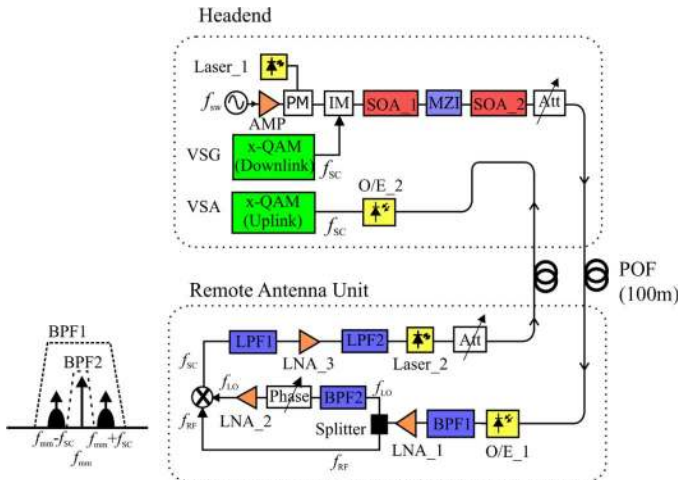 Headend
Laser_1
f_sw
AMP
PM
IM
SOA_1
MZI
SOA_2
Att
VSG
x-QAM
(Downlink)
f_SC
VSA
x-QAM
(Uplink)
f_SC
O/E_2
POF
(100m)
Remote Antenna Unit
f_SC
LPF1
LNA_3
LPF2
Laser_2
Att
f_LO
LNA_2
Phase
BPF2
f_LO
f_RF
Splitter
LNA_1
BPF1
O/E_1
f_RF
BPF1
BPF2
f_mm-f_SC
f_mm+f_SC
f_mm